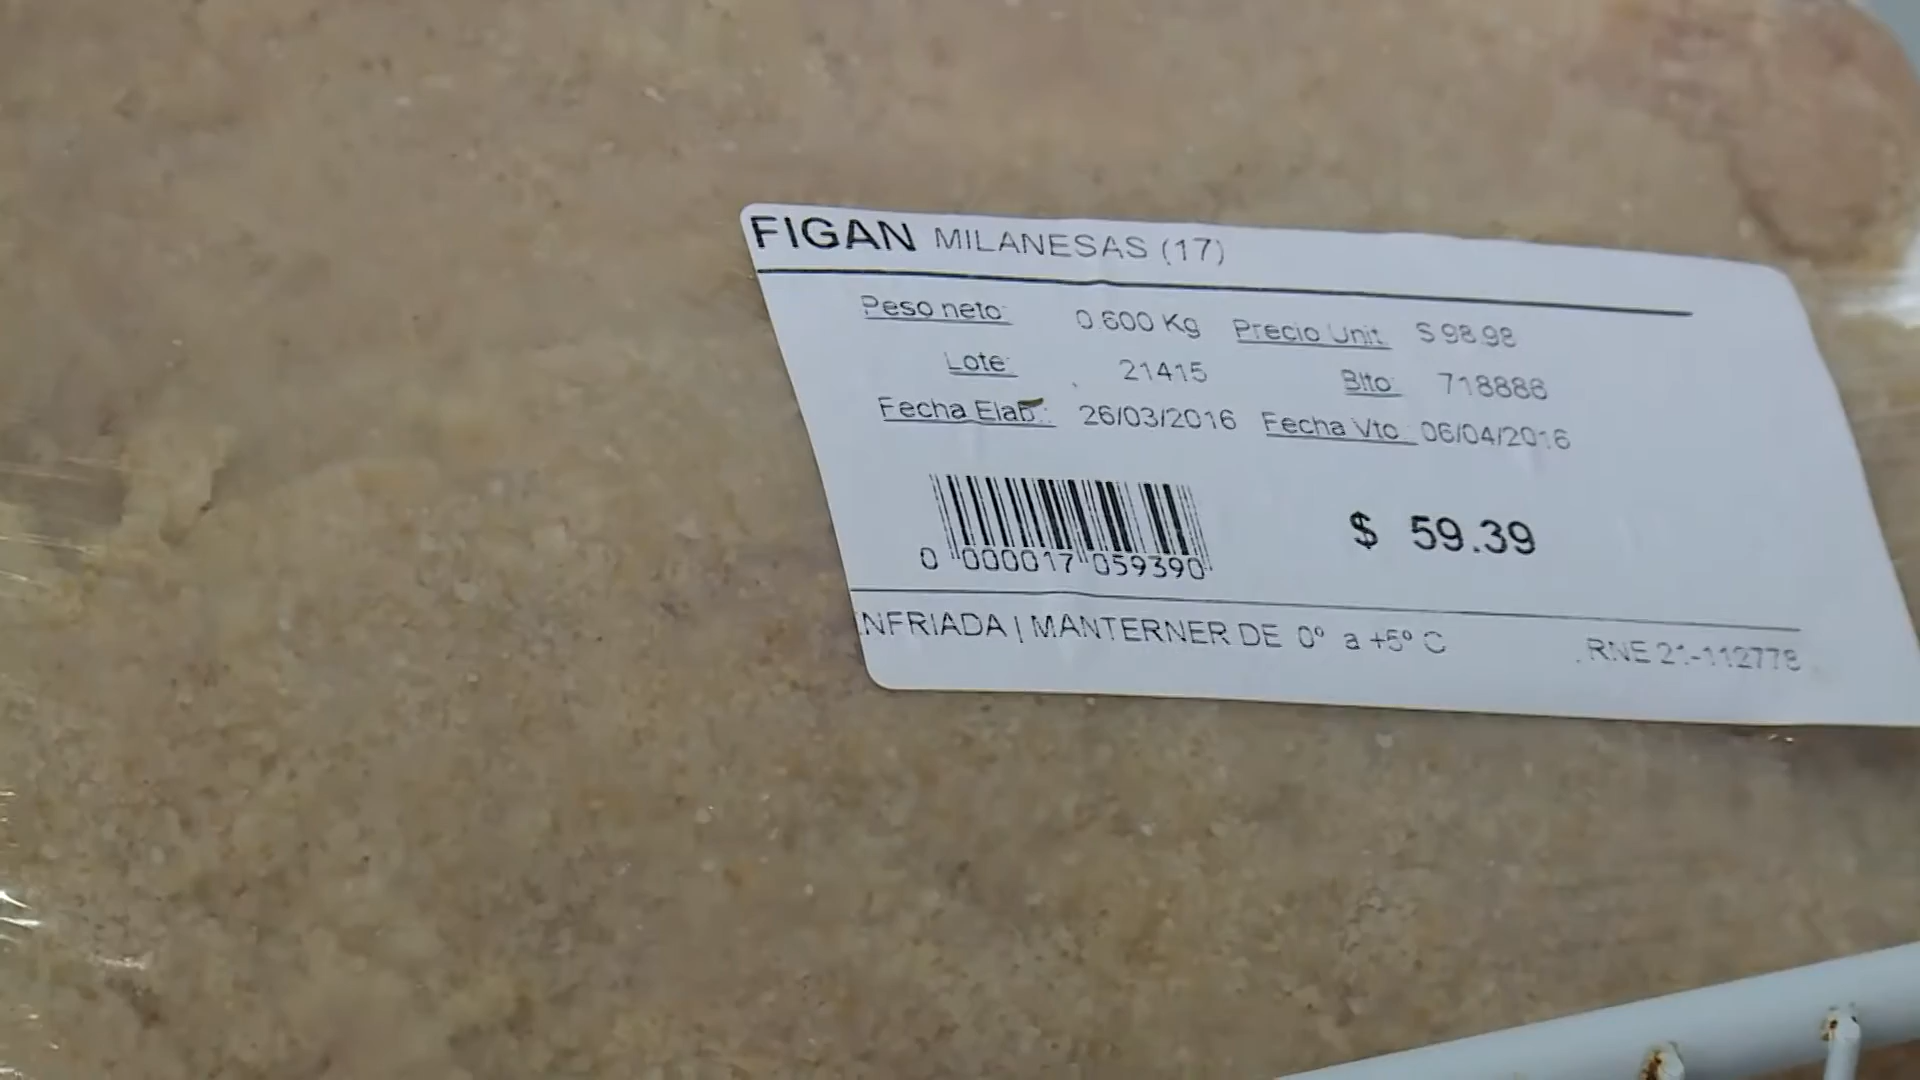 FIGAN MILANESAS (17)
Peso neto: 0.600 Kg Precio Unit. $ 98.98
Lote: 21415 Blto: 718886
Fecha Elab.: 26/03/2016 Fecha Vto.: 06/04/2016
$ 59.39
0 000017 059390
ENFRIADA | MANTERNER DE 0º a +5º C RNE 21-112778